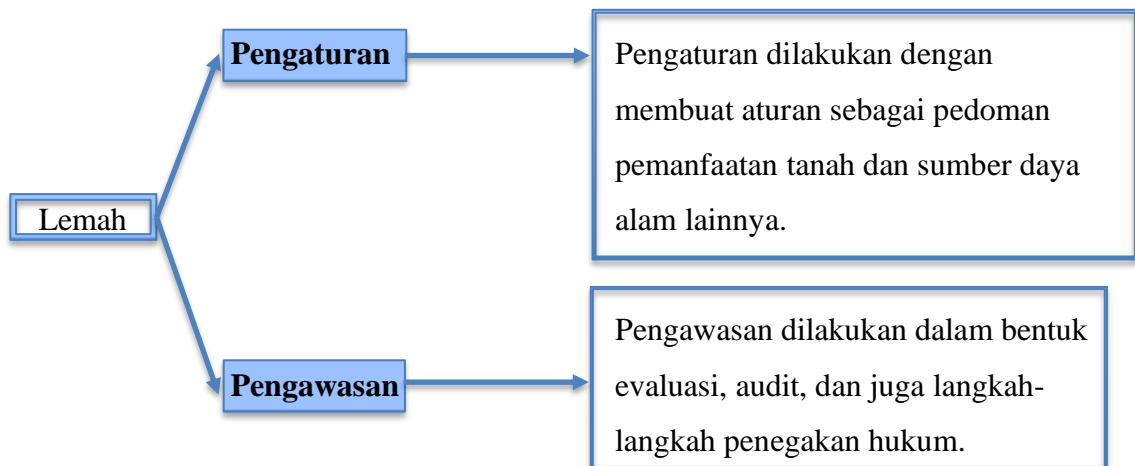 Lemah
Pengaturan
Pengaturan dilakukan dengan
membuat aturan sebagai pedoman
pemanfaatan tanah dan sumber daya
alam lainnya.
Pengawasan
Pengawasan dilakukan dalam bentuk
evaluasi, audit, dan juga langkah-
langkah penegakan hukum.